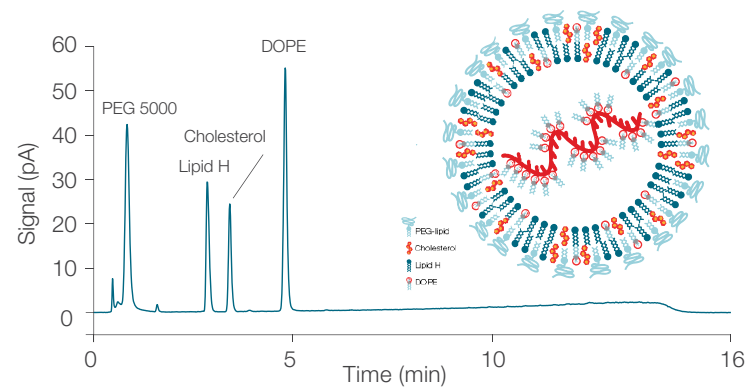 60
50
40
30
20
10
0
Signal (pA)
PEG 5000
Lipid H
Cholesterol
DOPE
PEG-lipid
Cholesterol
Lipid H
DOPE
0
5
10
16
Time (min)